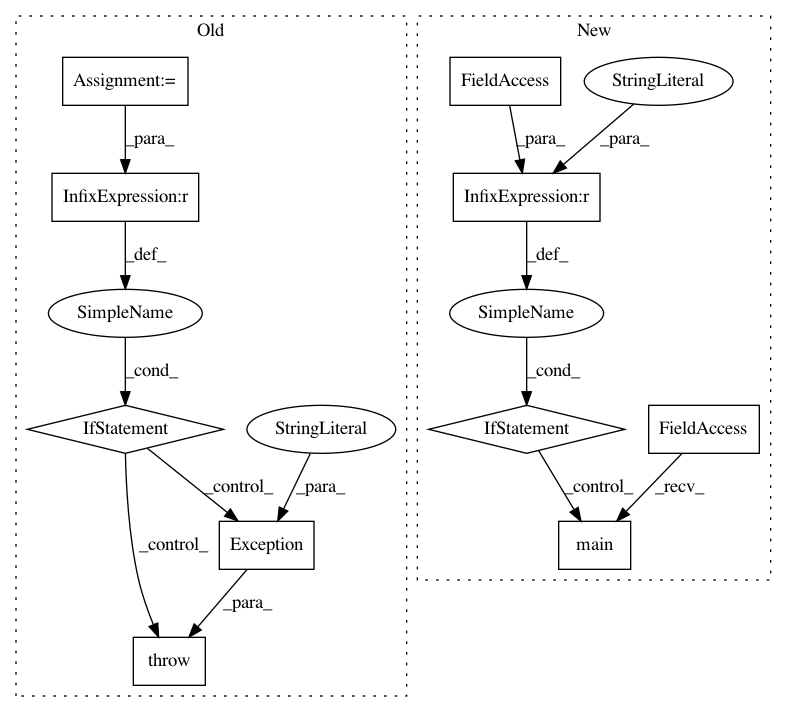 Old
New
Assignment:=
FieldAccess
StringLiteral
_para_
_para_
_para_
InfixExpression:r
InfixExpression:r
_def_
_def_
SimpleName
SimpleName
_cond_
_cond_
IfStatement
StringLiteral
IfStatement
FieldAccess
_control_
_para_
_control_
_recv_
_control_
Exception
main
_para_
throw